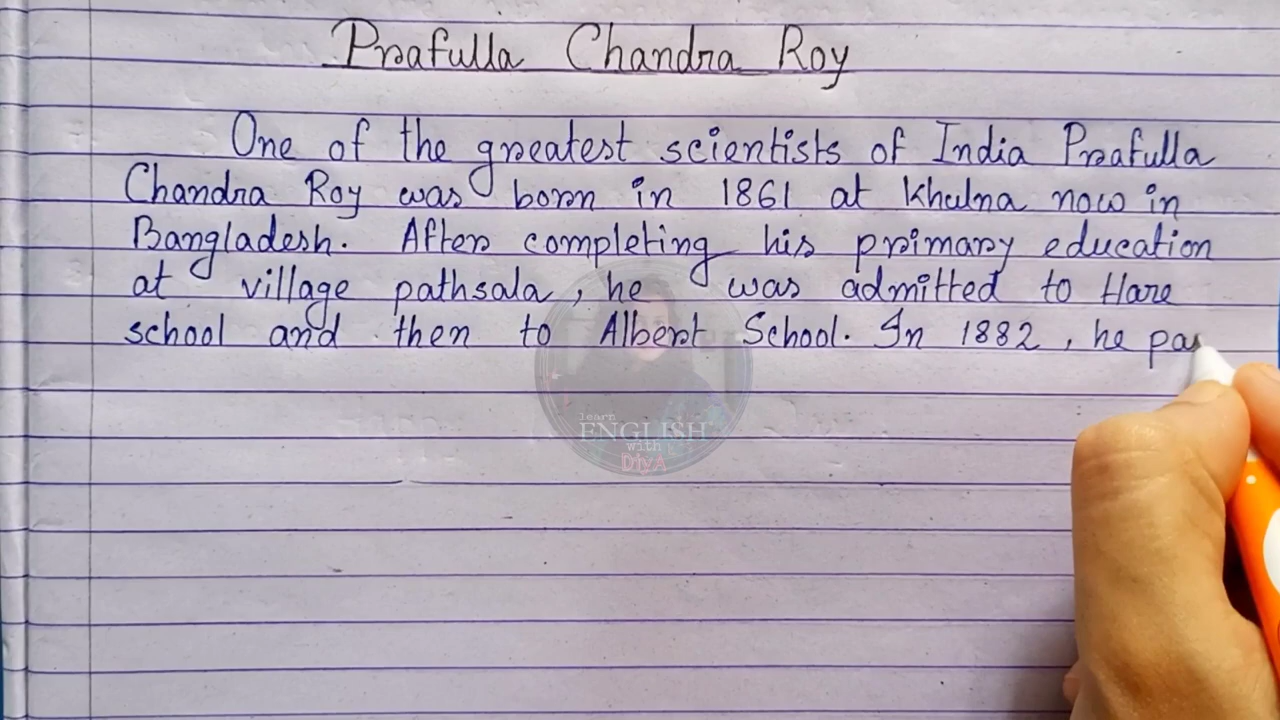 Prafulla Chandra Roy
One of the greatest scientists of India Prafulla
Chandra Roy was born in 1861 at Khulna now in
Bangladesh. After completing his primary education
at village pathsala, he was admitted to Hare
school and then to Albert School. In 1882, he pas
learn
ENGLISH
with
DiyA